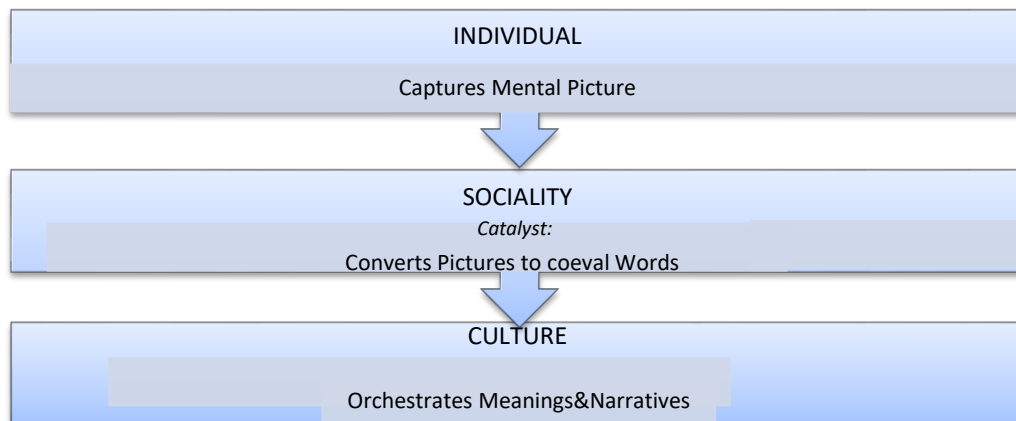 INDIVIDUAL
Captures Mental Picture
SOCIALITY
Catalyst:
Converts Pictures to coeval Words
CULTURE
Orchestrates Meanings&Narratives